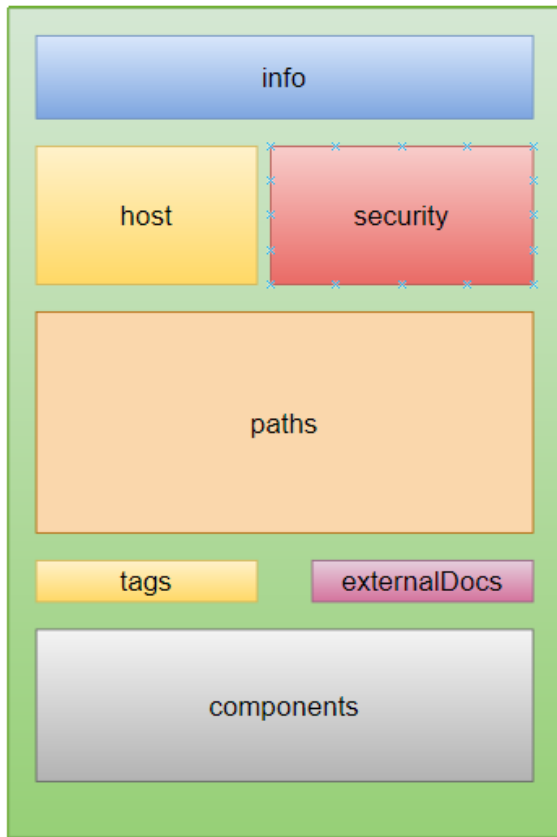 info
host
security
paths
tags
externalDocs
components